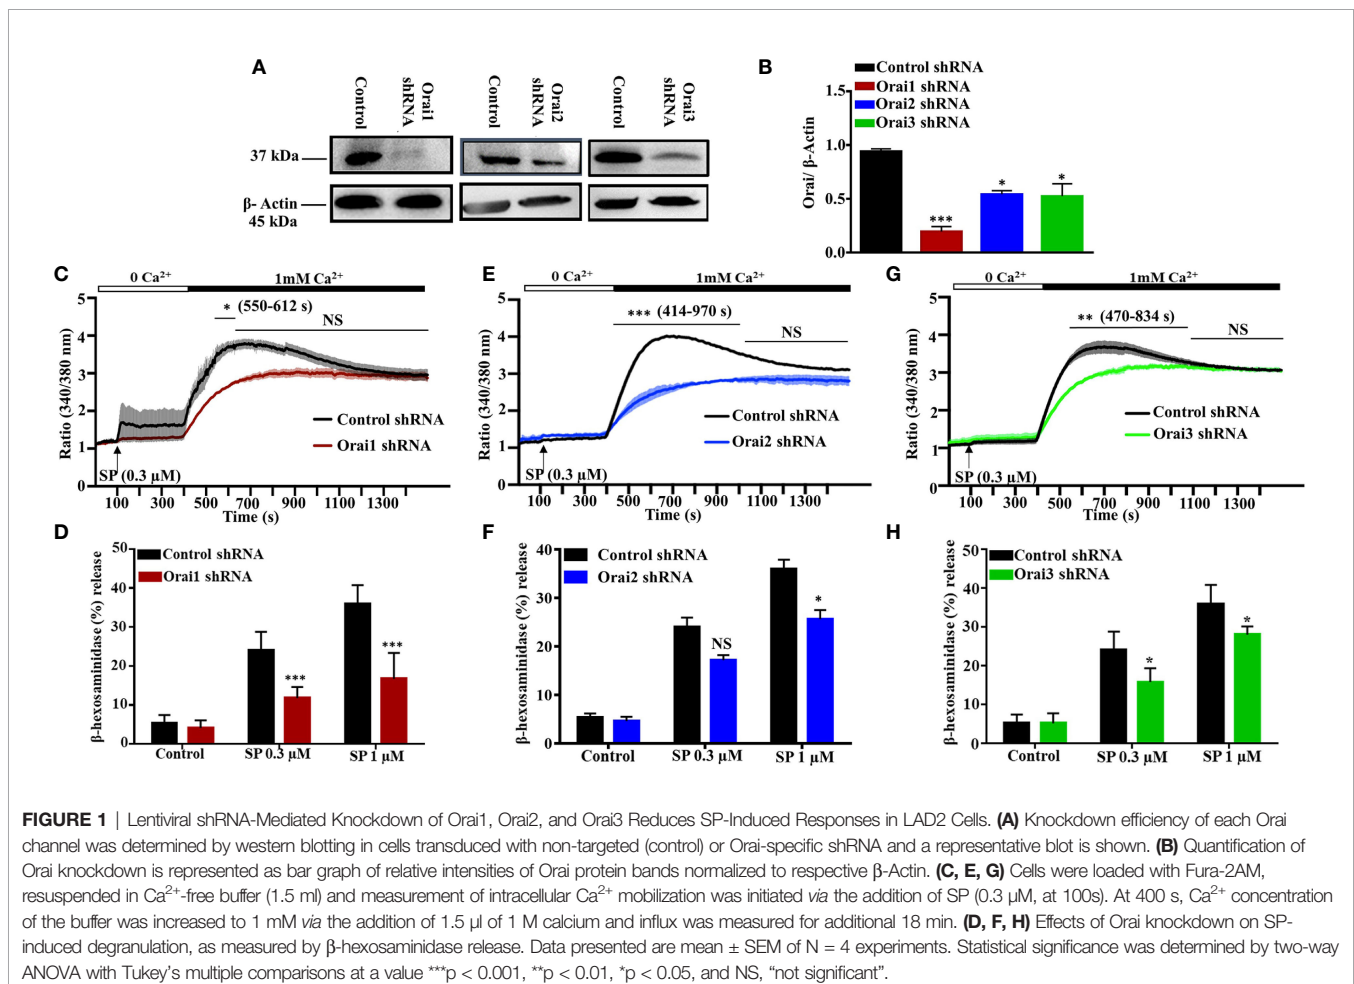 A
Control
Orai1
shRNA
Control
Orai2
shRNA
Control
Orai3
shRNA
37 kDa
β- Actin
45 kDa
B
Control shRNA
Orai1 shRNA
Orai2 shRNA
Orai3 shRNA
Orai/ β-Actin
1.5
1.0
0.5
0.0
***
*
*
C
0 Ca²⁺
1mM Ca²⁺
* (550-612 s)
NS
Ratio (340/380 nm)
5
4
3
2
1
0
Control shRNA
Orai1 shRNA
SP (0.3 µM)
100 300 500 700 900 1100 1300
Time (s)
E
0 Ca²⁺
1mM Ca²⁺
*** (414-970 s)
NS
Ratio (340/380 nm)
5
4
3
2
1
0
Control shRNA
Orai2 shRNA
SP (0.3 µM)
100 300 500 700 900 1100 1300
Time (s)
G
0 Ca²⁺
1mM Ca²⁺
** (470-834 s)
NS
Ratio (340/380 nm)
5
4
3
2
1
0
Control shRNA
Orai3 shRNA
SP (0.3 µM)
100 300 500 700 900 1100 1300
Time (s)
D
β-hexosaminidase (%) release
50
40
30
20
10
0
Control shRNA
Orai1 shRNA
***
***
Control SP 0.3 µM SP 1 µM
F
β-hexosaminidase (%) release
40
30
20
10
0
Control shRNA
Orai2 shRNA
NS
*
Control SP 0.3 µM SP 1 µM
H
β-hexosaminidase (%) release
50
40
30
20
10
0
Control shRNA
Orai3 shRNA
*
*
Control SP 0.3 µM SP 1 µM
FIGURE 1 | Lentiviral shRNA-Mediated Knockdown of Orai1, Orai2, and Orai3 Reduces SP-Induced Responses in LAD2 Cells. (A) Knockdown efficiency of each Orai
channel was determined by western blotting in cells transduced with non-targeted (control) or Orai-specific shRNA and a representative blot is shown. (B) Quantification of
Orai knockdown is represented as bar graph of relative intensities of Orai protein bands normalized to respective β-Actin. (C, E, G) Cells were loaded with Fura-2AM,
resuspended in Ca²⁺-free buffer (1.5 ml) and measurement of intracellular Ca²⁺ mobilization was initiated via the addition of SP (0.3 µM, at 100s). At 400 s, Ca²⁺ concentration
of the buffer was increased to 1 mM via the addition of 1.5 µl of 1 M calcium and influx was measured for additional 18 min. (D, F, H) Effects of Orai knockdown on SP-
induced degranulation, as measured by β-hexosaminidase release. Data presented are mean ± SEM of N = 4 experiments. Statistical significance was determined by two-way
ANOVA with Tukey’s multiple comparisons at a value ***p < 0.001, **p < 0.01, *p < 0.05, and NS, “not significant”.